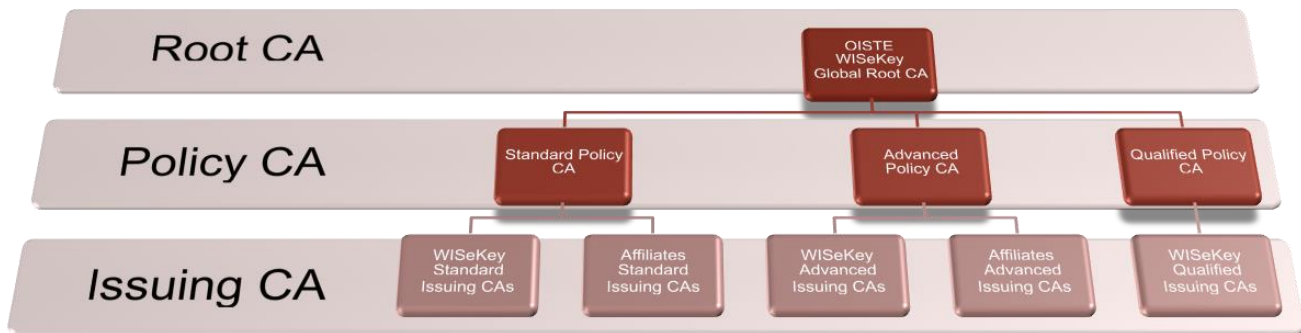 Root CA
OISTE
WISeKey
Global Root CA
Policy CA
Standard Policy
CA
Advanced
Policy CA
Qualified Policy
CA
Issuing CA
WISeKey
Standard
Issuing CAs
Affiliates
Standard
Issuing CAs
WISeKey
Advanced
Issuing CAs
Affiliates
Advanced
Issuing CAs
WISeKey
Qualified
Issuing CAs